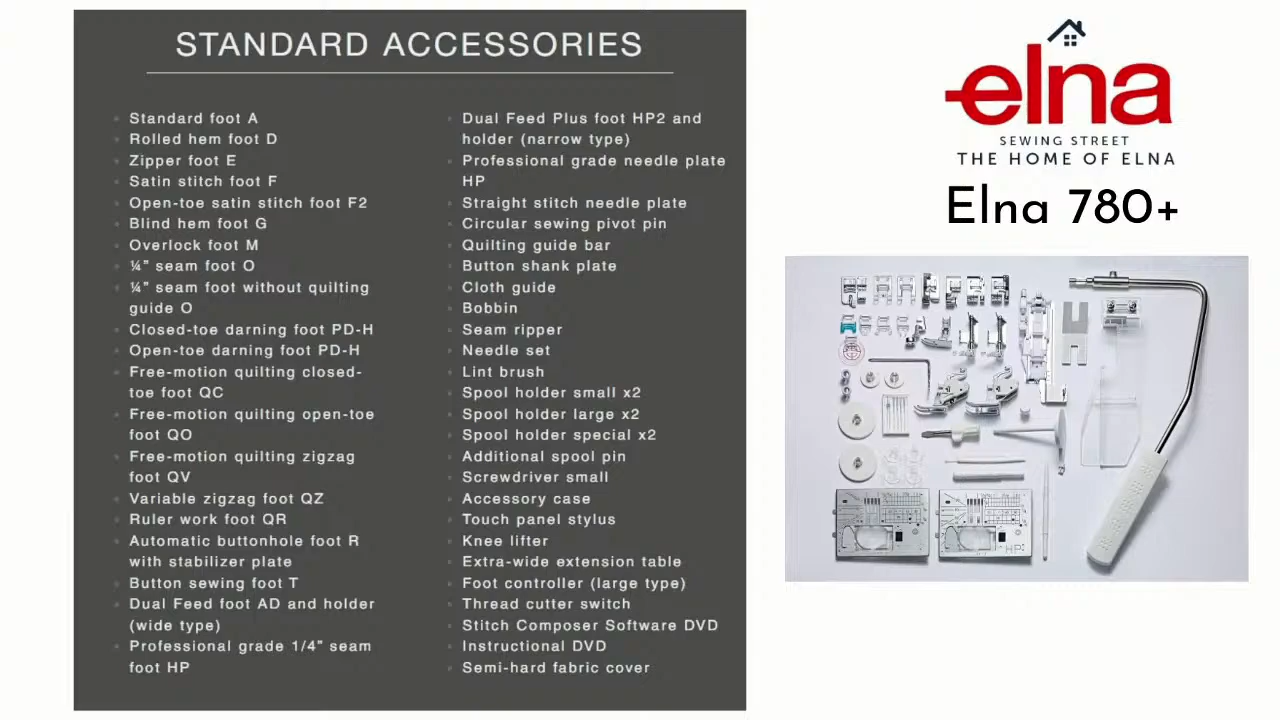 STANDARD ACCESSORIES
Standard foot A
Rolled hem foot D
Zipper foot E
Satin stitch foot F
Open-toe satin stitch foot F2
Blind hem foot G
Overlock foot M
¼” seam foot O
¼” seam foot without quilting
guide O
Closed-toe darning foot PD-H
Open-toe darning foot PD-H
Free-motion quilting closed-
toe foot QC
Free-motion quilting open-toe
foot QO
Free-motion quilting zigzag
foot QV
Variable zigzag foot QZ
Ruler work foot QR
Automatic buttonhole foot R
with stabilizer plate
Button sewing foot T
Dual Feed foot AD and holder
(wide type)
Professional grade 1/4” seam
foot HP
Dual Feed Plus foot HP2 and
holder (narrow type)
Professional grade needle plate
HP
Straight stitch needle plate
Circular sewing pivot pin
Quilting guide bar
Button shank plate
Cloth guide
Bobbin
Seam ripper
Needle set
Lint brush
Spool holder small x2
Spool holder large x2
Spool holder special x2
Additional spool pin
Screwdriver small
Accessory case
Touch panel stylus
Knee lifter
Extra-wide extension table
Foot controller (large type)
Thread cutter switch
Stitch Composer Software DVD
Instructional DVD
Semi-hard fabric cover
elna
SEWING STREET
THE HOME OF ELNA
Elna 780+
HP